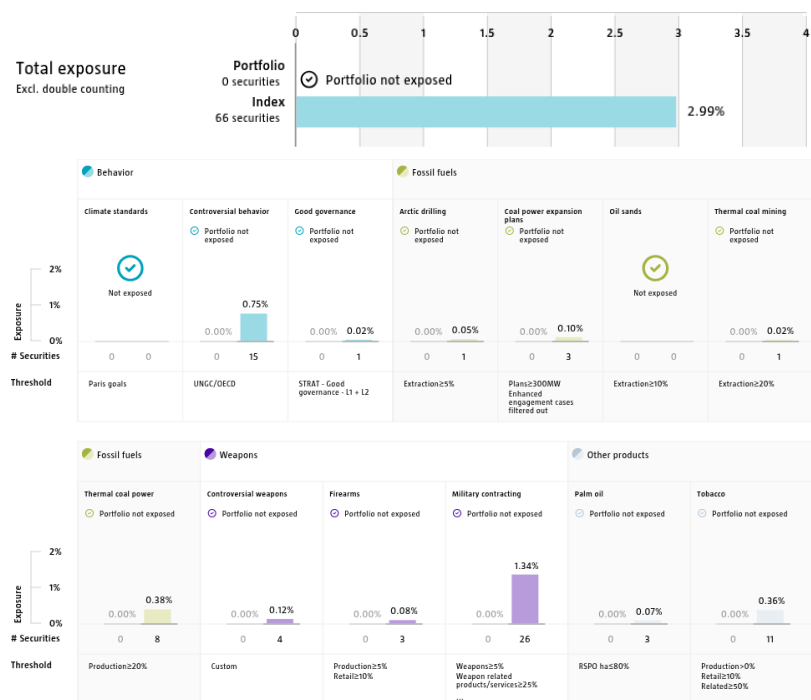 0 0.5 1 1.5 2 2.5 3 3.5 4
Total exposure
Excl. double counting
Portfolio
0 securities
Portfolio not exposed
Index
66 securities
2.99%
Behavior
Fossil fuels
Climate standards
Controversial behavior
Good governance
Arctic drilling
Coal power expansion
plans
Oil sands
Thermal coal mining
Portfolio not
exposed
Portfolio not
exposed
Portfolio not
exposed
Portfolio not
exposed
Portfolio not
exposed
Not exposed
Not exposed
Exposure
2%
1%
0%
0.00% 0.75%
0.00% 0.02%
0.00% 0.05%
0.00% 0.10%
0.00% 0.02%
# Securities 0 0 0 15 0 1 0 1 0 3 0 0 0 1
Threshold
Paris goals
UNGC/OECD
STRAT - Good
governance - L1 + L2
Extraction≥5%
Plans≥300MW
Enhanced
engagement cases
filtered out
Extraction≥10%
Extraction≥20%
Fossil fuels
Weapons
Other products
Thermal coal power
Controversial weapons
Firearms
Military contracting
Palm oil
Tobacco
Portfolio not exposed
Portfolio not exposed
Portfolio not exposed
Portfolio not exposed
Portfolio not exposed
Portfolio not exposed
Exposure
2%
1%
0%
0.00% 0.38%
0.00% 0.12%
0.00% 0.08%
0.00% 1.34%
0.00% 0.07%
0.00% 0.36%
# Securities 0 8 0 4 0 3 0 26 0 3 0 11
Threshold
Production≥20%
Custom
Production≥5%
Retail≥10%
Weapons≥5%
Weapon related
products/services≥25%
RSPO ha≤80%
Production>0%
Retail≥10%
Related≥50%